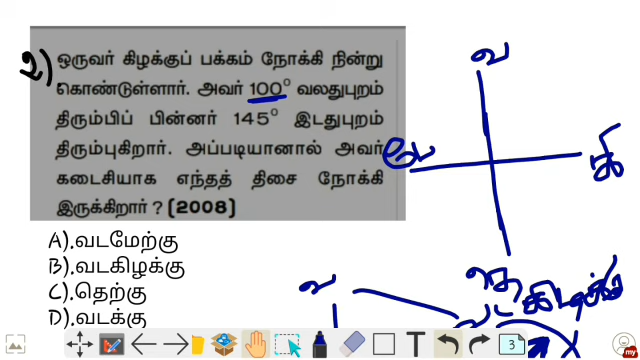 2)
ஒருவர் கிழக்குப் பக்கம் நோக்கி நின்று
கொண்டுள்ளார். அவர் 100° வலதுபுறம்
திரும்பிப் பின்னர் 145° இடதுபுறம்
திரும்புகிறார். அப்படியானால் அவர்
கடைசியாக எந்தத் திசை நோக்கி
இருக்கிறார் ? (2008)
A).வடமேற்கு
B).வடகிழக்கு
C).தெற்கு
D).வடக்கு
வ
மே
கி
தெ
வ
3
my